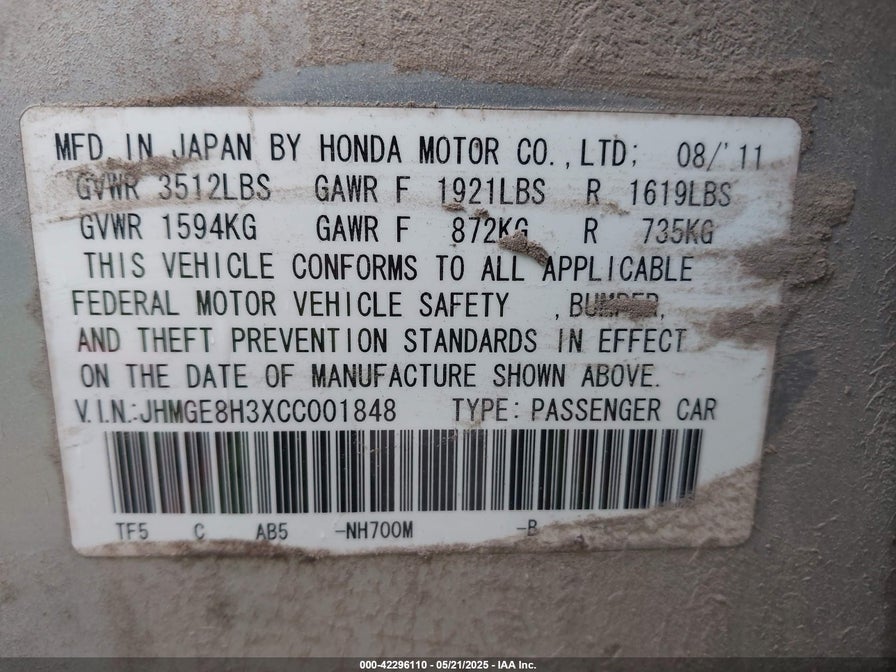 MFD IN JAPAN BY HONDA MOTOR CO.,LTD; 08/'11
GVWR 3512LBS GAWR F 1921LBS R 1619LBS
GVWR 1594KG GAWR F 872KG R 735KG
THIS VEHICLE CONFORMS TO ALL APPLICABLE
FEDERAL MOTOR VEHICLE SAFETY , BUMPER,
AND THEFT PREVENTION STANDARDS IN EFFECT
ON THE DATE OF MANUFACTURE SHOWN ABOVE.
V.I.N.:JHMGE8H3XCC001848 TYPE: PASSENGER CAR
TF5 C AB5 -NH700M -B
000-42296110 - 05/21/2025 - IAA Inc.